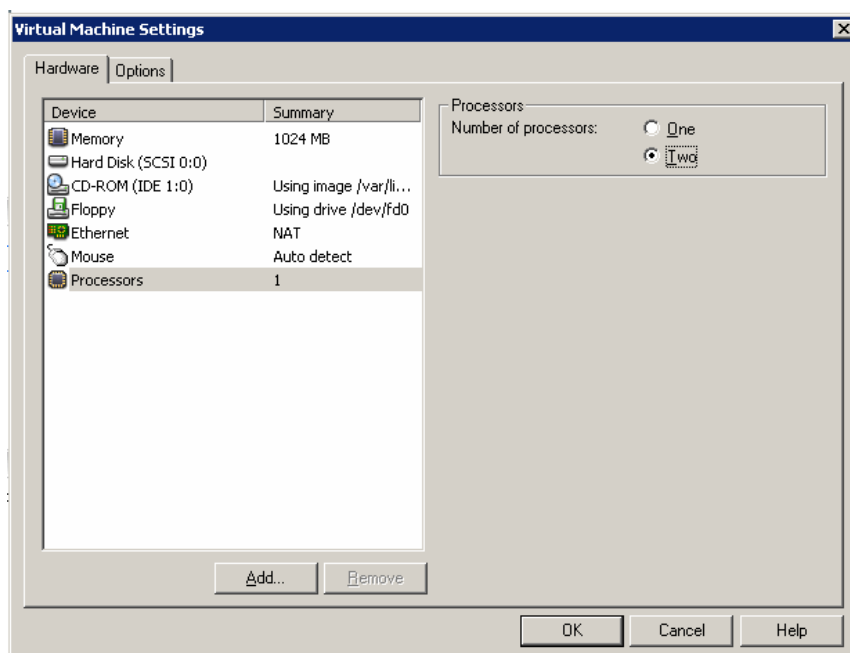 Virtual Machine Settings
Hardware Options
Device Summary
Memory 1024 MB
Hard Disk (SCSI 0:0)
CD-ROM (IDE 1:0) Using image /var/li...
Floppy Using drive /dev/fd0
Ethernet NAT
Mouse Auto detect
Processors 1
Add... Remove
Processors
Number of processors: One
Two
OK Cancel Help